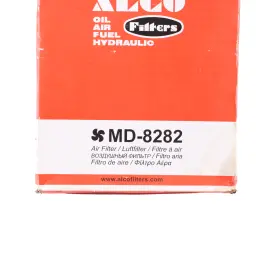 ALCO
OIL
AIR
FUEL
HYDRAULIC
Filters
MD-8282
Air Filter / Luftfilter / Filtre à air
ВОЗДУШНЫЙ ФИЛЬТР / Filtro aria
Filtro de aire / Φίλτρο Αέρα
www.alcofilters.com